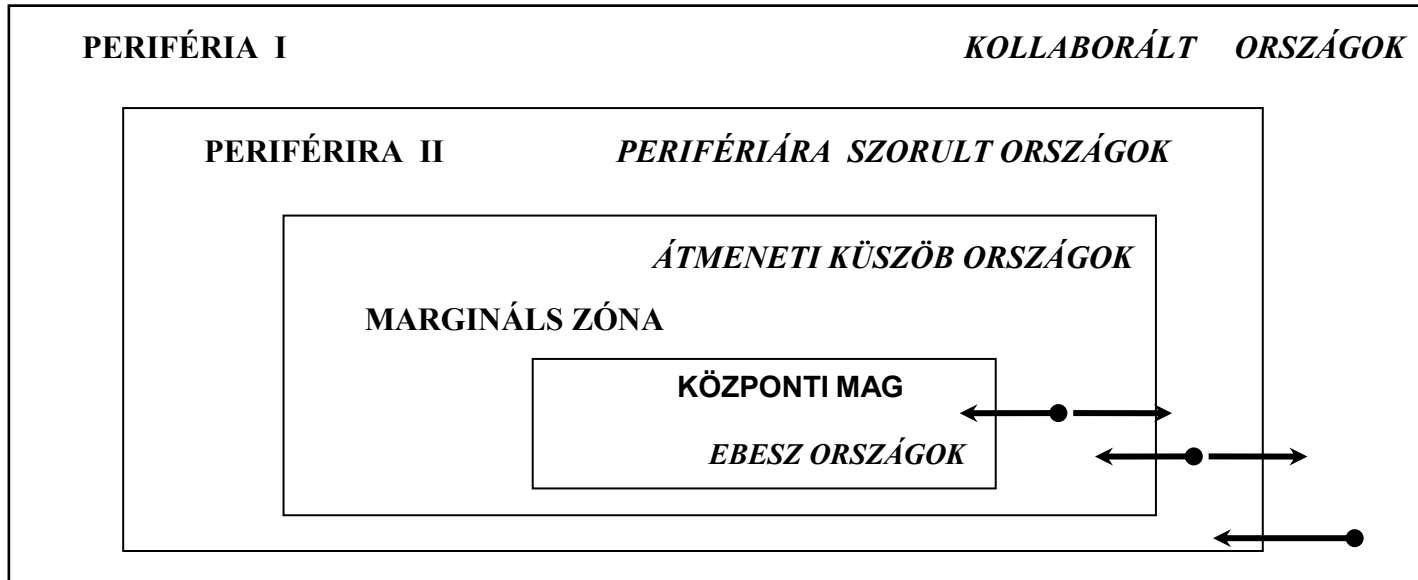 PERIFÉRIA I KOLLABORÁLT ORSZÁGOK
PERIFÉRIRA II PERIFÉRIÁRA SZORULT ORSZÁGOK
ÁTMENETI KÜSZÖB ORSZÁGOK
MARGINÁLS ZÓNA
KÖZPONTI MAG
EBESZ ORSZÁGOK